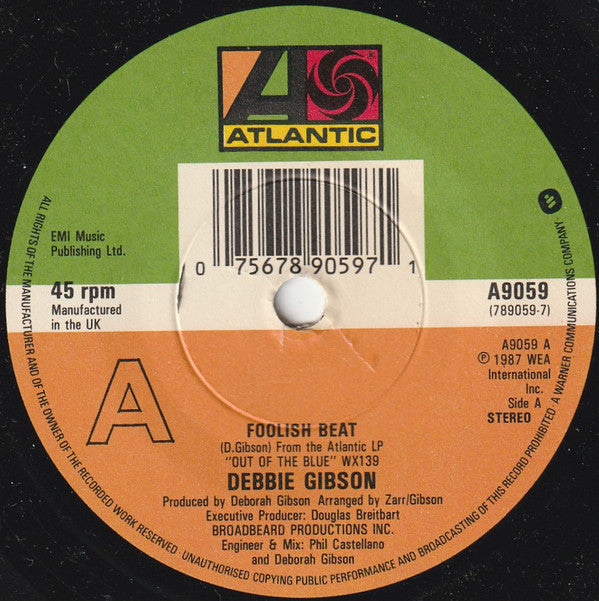 ATLANTIC
EMI Music
Publishing Ltd.
0 75678 90597 1
45 rpm
Manufactured
in the UK
A9059
(789059-7)
A
A9059 A
Ⓟ 1987 WEA
International
Inc.
Side A
STEREO
FOOLISH BEAT
(D.Gibson) From the Atlantic LP
"OUT OF THE BLUE" WX139
DEBBIE GIBSON
Produced by Deborah Gibson Arranged by Zarr/Gibson
Executive Producer: Douglas Breitbart
BROADBEARD PRODUCTIONS INC.
Engineer & Mix: Phil Castellano
and Deborah Gibson
ALL RIGHTS OF THE MANUFACTURER AND OF THE OWNER OF THE RECORDED WORK RESERVED. UNAUTHORISED COPYING PUBLIC PERFORMANCE AND BROADCASTING OF THIS RECORD PROHIBITED. A WARNER COMMUNICATIONS COMPANY